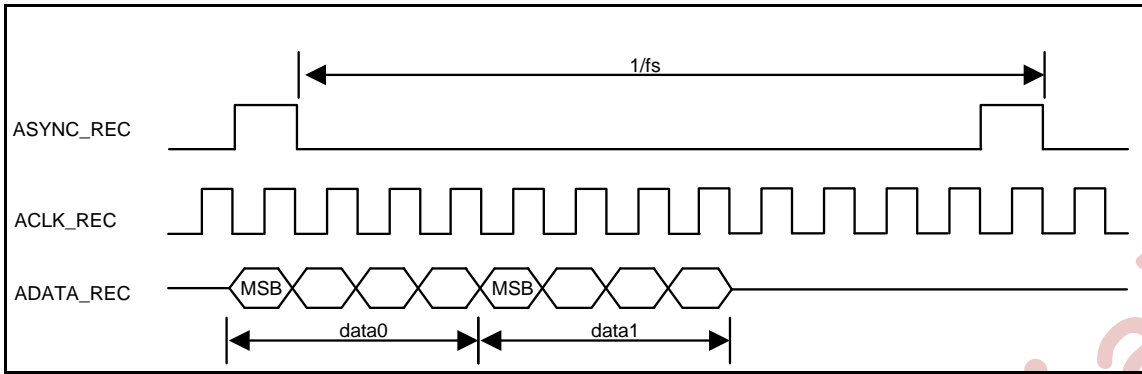 1/fs
ASYNC_REC
ACLK_REC
ADATA_REC
MSB
MSB
data0
data1